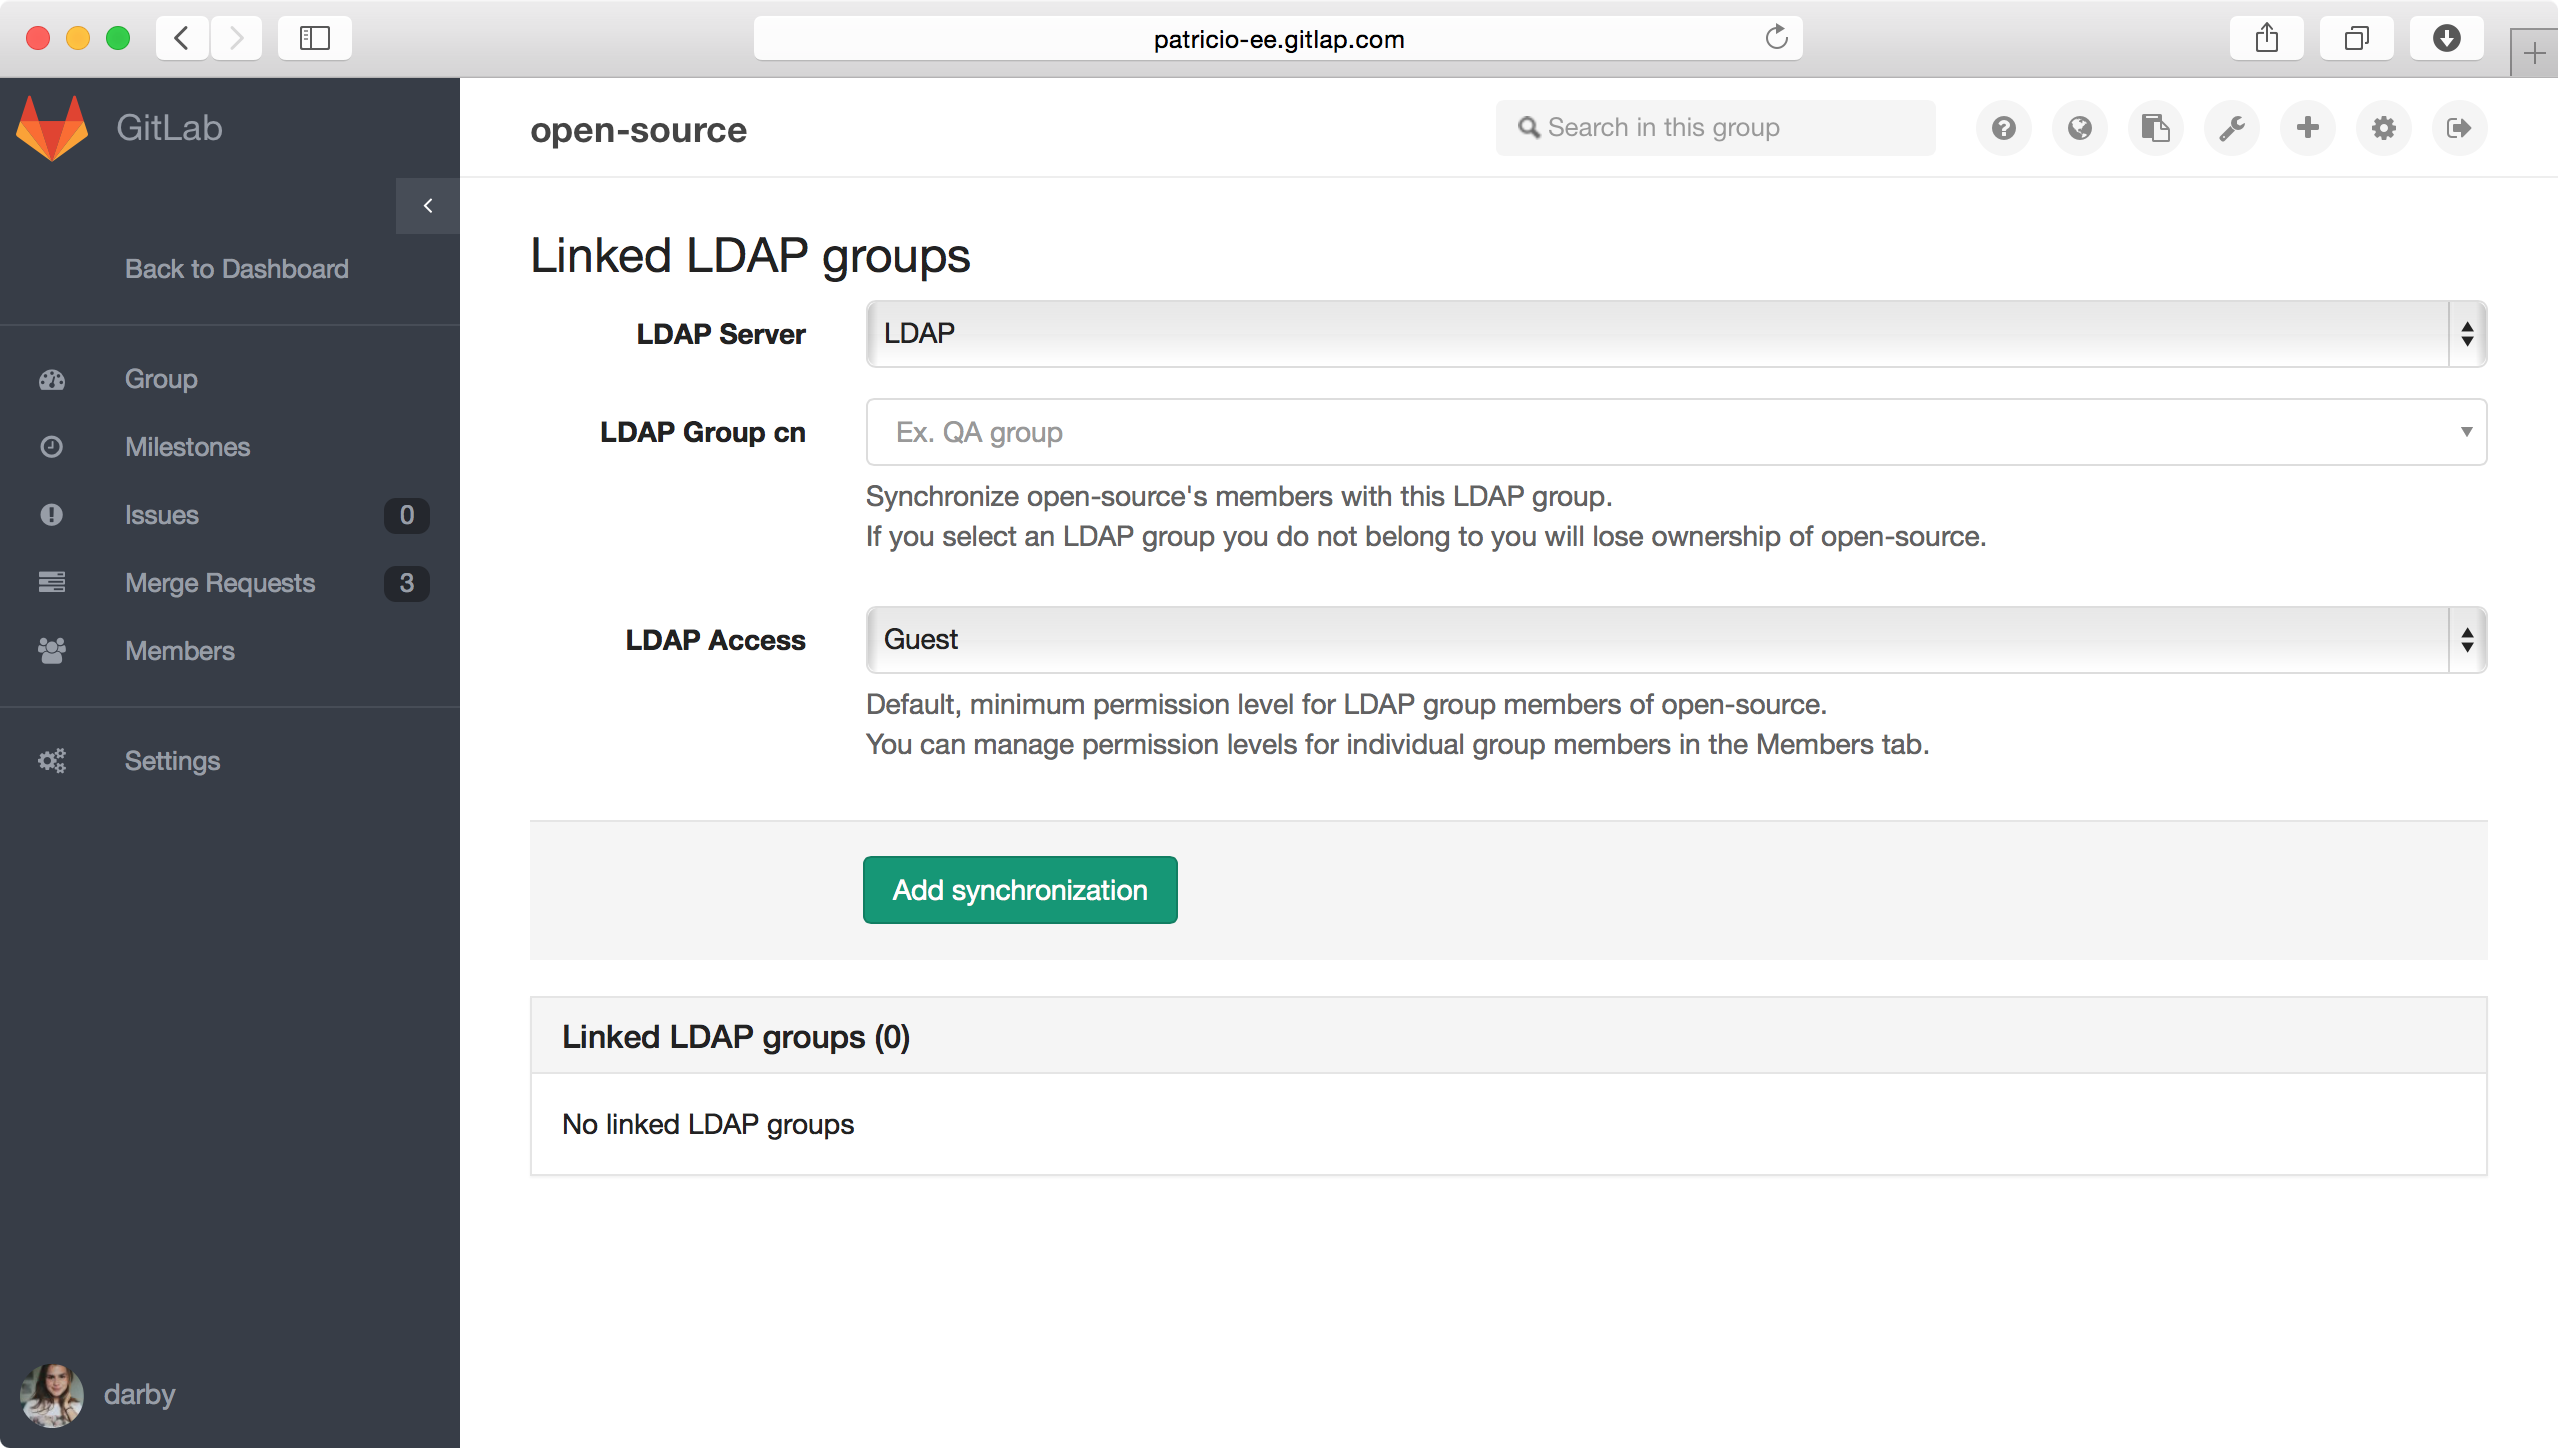 patricio-ee.gitlap.com
GitLab
open-source
Search in this group
Back to Dashboard
Group
Milestones
Issues 0
Merge Requests 3
Members
Settings
darby
Linked LDAP groups
LDAP Server LDAP
LDAP Group cn Ex. QA group
Synchronize open-source's members with this LDAP group.
If you select an LDAP group you do not belong to you will lose ownership of open-source.
LDAP Access Guest
Default, minimum permission level for LDAP group members of open-source.
You can manage permission levels for individual group members in the Members tab.
Add synchronization
Linked LDAP groups (0)
No linked LDAP groups